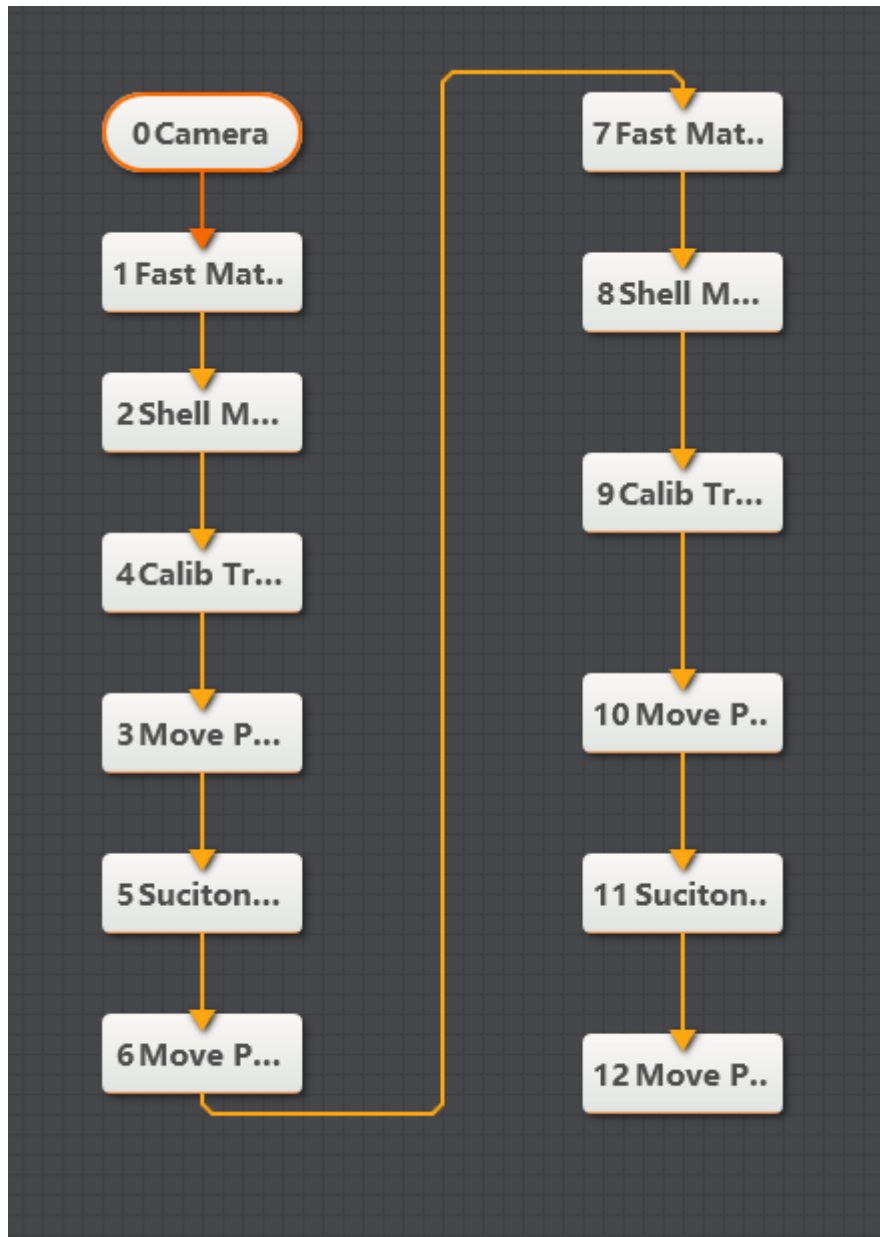 0 Camera
1 Fast Mat..
2 Shell M...
4 Calib Tr...
3 Move P...
5 Suciton...
6 Move P...
7 Fast Mat..
8 Shell M...
9 Calib Tr...
10 Move P..
11 Suciton..
12 Move P..